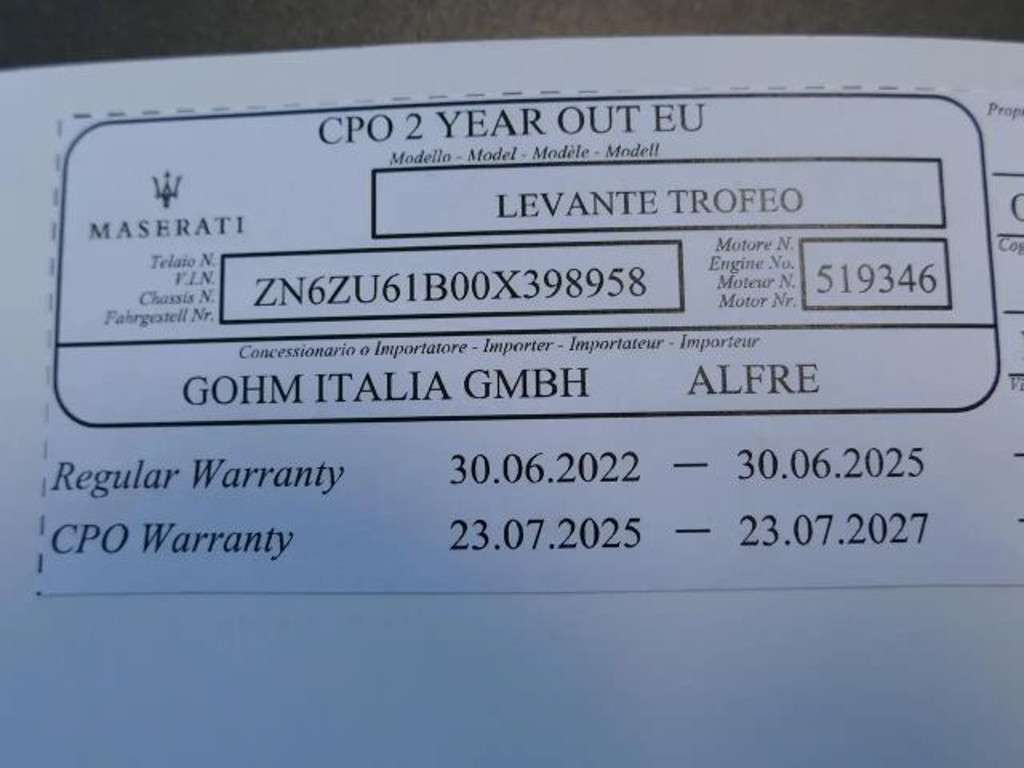 CPO 2 YEAR OUT EU
Modello - Model - Modèle - Modell
MASERATI
LEVANTE TROFEO
Telaio N.
V.I.N.
Chassis N.
Fahrgestell Nr.
ZN6ZU61B00X398958
Motore N.
Engine No.
Moteur N.
Motor Nr.
519346
Concessionario o Importatore - Importer - Importateur - Importeur
GOHM ITALIA GMBH ALFRE
Regular Warranty 30.06.2022 — 30.06.2025
CPO Warranty 23.07.2025 — 23.07.2027